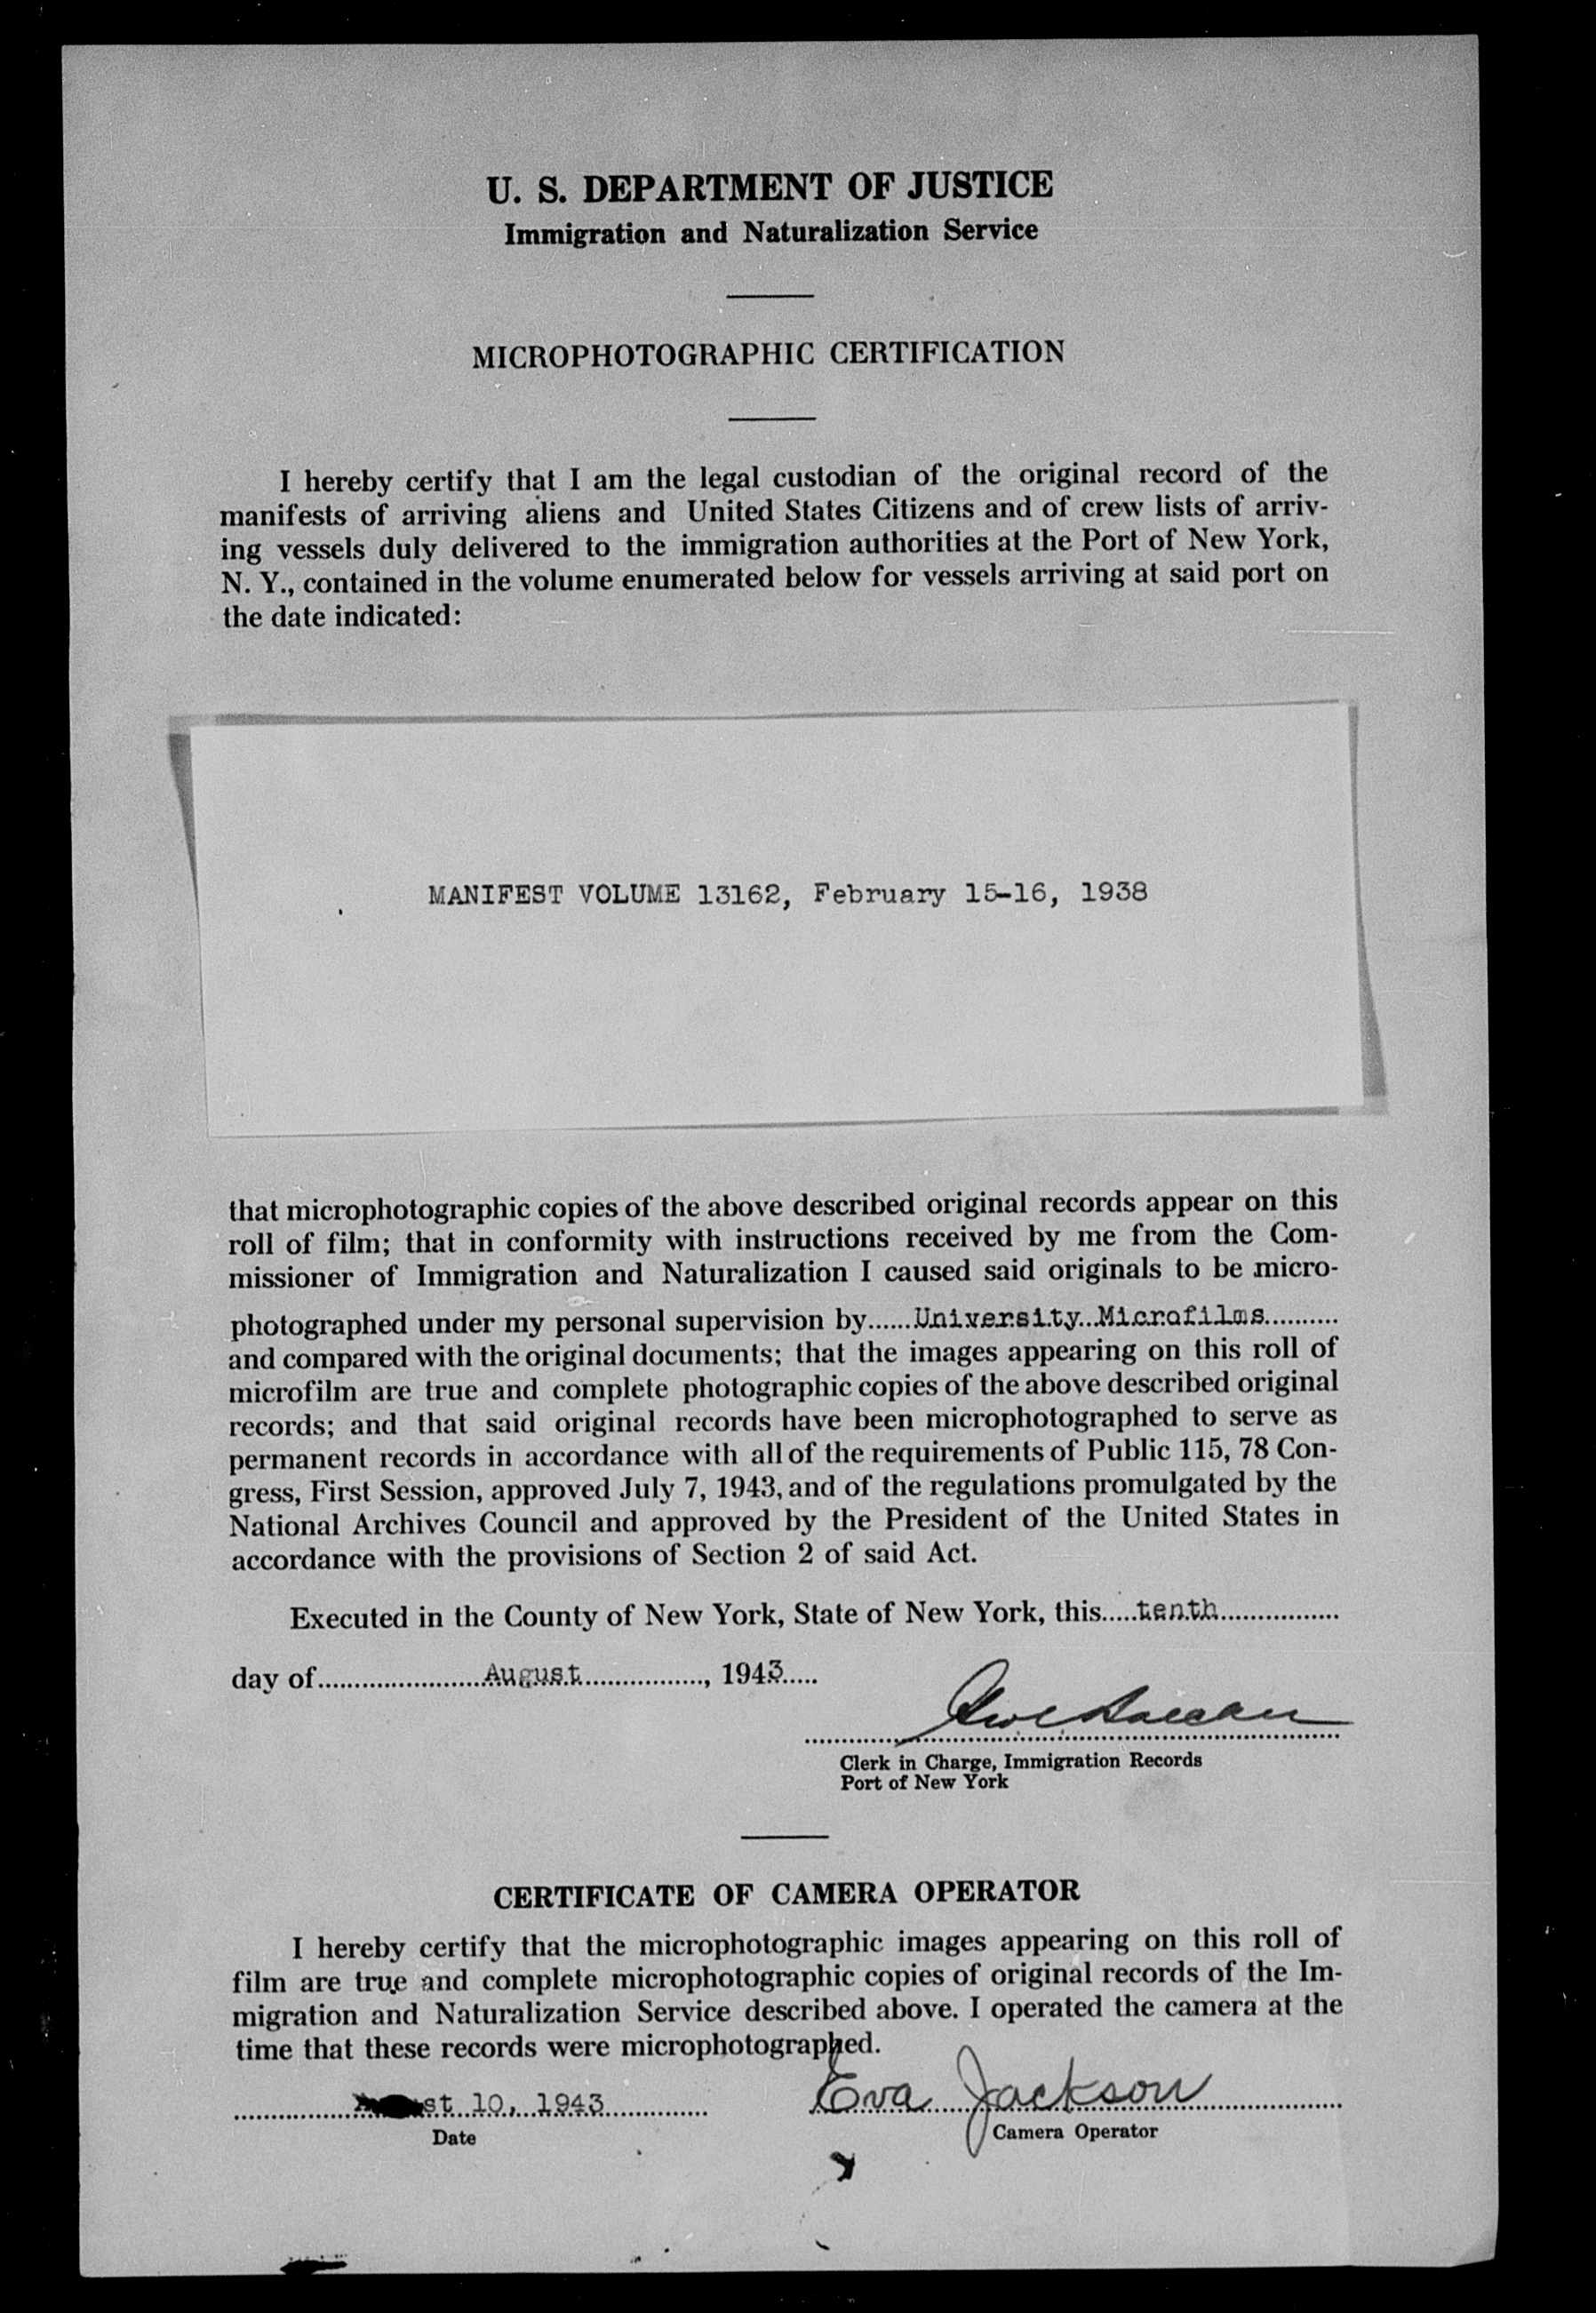 U. S. DEPARTMENT OF JUSTICE
Immigration and Naturalization Service
MICROPHOTOGRAPHIC CERTIFICATION
I hereby certify that I am the legal custodian of the original record of the
manifests of arriving aliens and United States Citizens and of crew lists of arriv-
ing vessels duly delivered to the immigration authorities at the Port of New York,
N. Y., contained in the volume enumerated below for vessels arriving at said port on
the date indicated:
MANIFEST VOLUME 13162, February 15-16, 1938
that microphotographic copies of the above described original records appear on this
roll of film; that in conformity with instructions received by me from the Com-
missioner of Immigration and Naturalization I caused said originals to be micro-
photographed under my personal supervision by......University Microfilms..........
and compared with the original documents; that the images appearing on this roll of
microfilm are true and complete photographic copies of the above described original
records; and that said original records have been microphotographed to serve as
permanent records in accordance with all of the requirements of Public 115, 78 Con-
gress, First Session, approved July 7, 1943, and of the regulations promulgated by the
National Archives Council and approved by the President of the United States in
accordance with the provisions of Section 2 of said Act.
Executed in the County of New York, State of New York, this.....tenth.................
day of........................August................., 1943.....
Clerk in Charge, Immigration Records
Port of New York
CERTIFICATE OF CAMERA OPERATOR
I hereby certify that the microphotographic images appearing on this roll of
film are true and complete microphotographic copies of original records of the Im-
migration and Naturalization Service described above. I operated the camera at the
time that these records were microphotographed.
st 10, 1943 Eva Jackson
Date Camera Operator